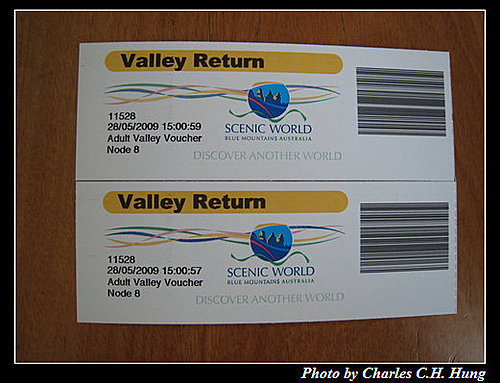 Valley Return
11528
28/05/2009 15:00:59
Adult Valley Voucher
Node 8
SCENIC WORLD
BLUE MOUNTAINS AUSTRALIA
DISCOVER ANOTHER WORLD
Valley Return
11528
28/05/2009 15:00:57
Adult Valley Voucher
Node 8
SCENIC WORLD
BLUE MOUNTAINS AUSTRALIA
DISCOVER ANOTHER WORLD
Photo by Charles C.H. Hung